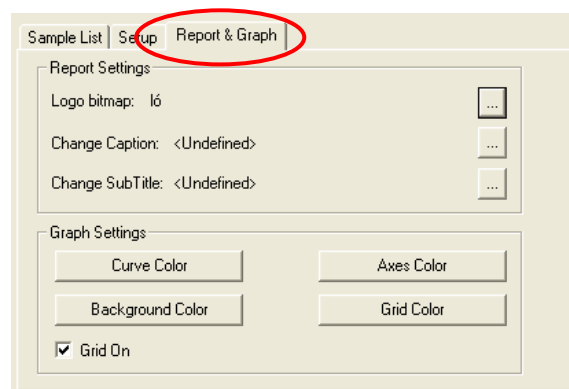 Sample List Setup Report & Graph
Report Settings
Logo bitmap: ló ...
Change Caption: <Undefined> ...
Change SubTitle: <Undefined> ...
Graph Settings
Curve Color Axes Color
Background Color Grid Color
Grid On